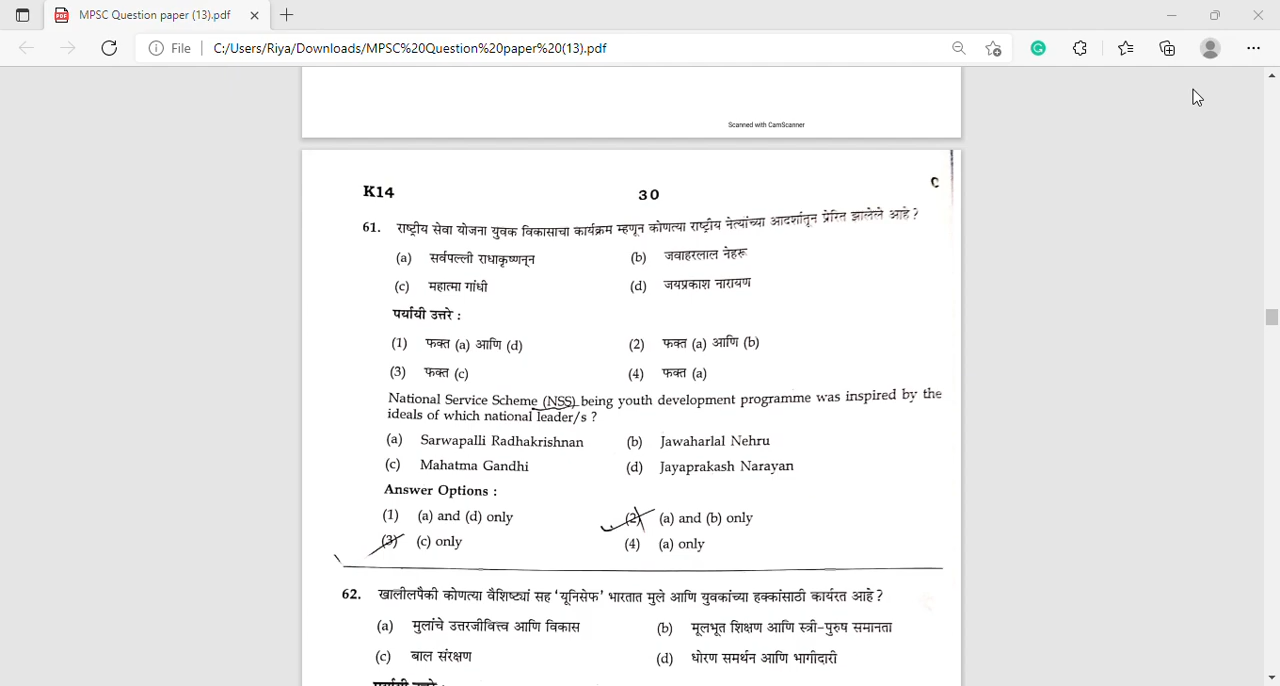 MPSC Question paper (13).pdf
File C:/Users/Riya/Downloads/MPSC%20Question%20paper%20(13).pdf
Scanned with CamScanner
K14 30 C
61. राष्ट्रीय सेवा योजना युवक विकासाचा कार्यक्रम म्हणून कोणत्या राष्ट्रीय नेत्यांच्या आदर्शांतून प्रेरित झालेले आहे ?
(a) सर्वपल्ली राधाकृष्णनन् (b) जवाहरलाल नेहरू
(c) महात्मा गांधी (d) जयप्रकाश नारायण
पर्यायी उत्तरे :
(1) फक्त (a) आणि (d) (2) फक्त (a) आणि (b)
(3) फक्त (c) (4) फक्त (a)
National Service Scheme (NSS) being youth development programme was inspired by the
ideals of which national leader/s ?
(a) Sarwapalli Radhakrishnan (b) Jawaharlal Nehru
(c) Mahatma Gandhi (d) Jayaprakash Narayan
Answer Options :
(1) (a) and (d) only (2) (a) and (b) only
(3) (c) only (4) (a) only
62. खालीलपैकी कोणत्या वैशिष्ट्यां सह 'यूनिसेफ' भारतात मुले आणि युवकांच्या हक्कांसाठी कार्यरत आहे ?
(a) मुलांचे उत्तरजीवित्त्व आणि विकास (b) मूलभूत शिक्षण आणि स्त्री-पुरुष समानता
(c) बाल संरक्षण (d) धोरण समर्थन आणि भागीदारी
पर्यायी उत्तरे :